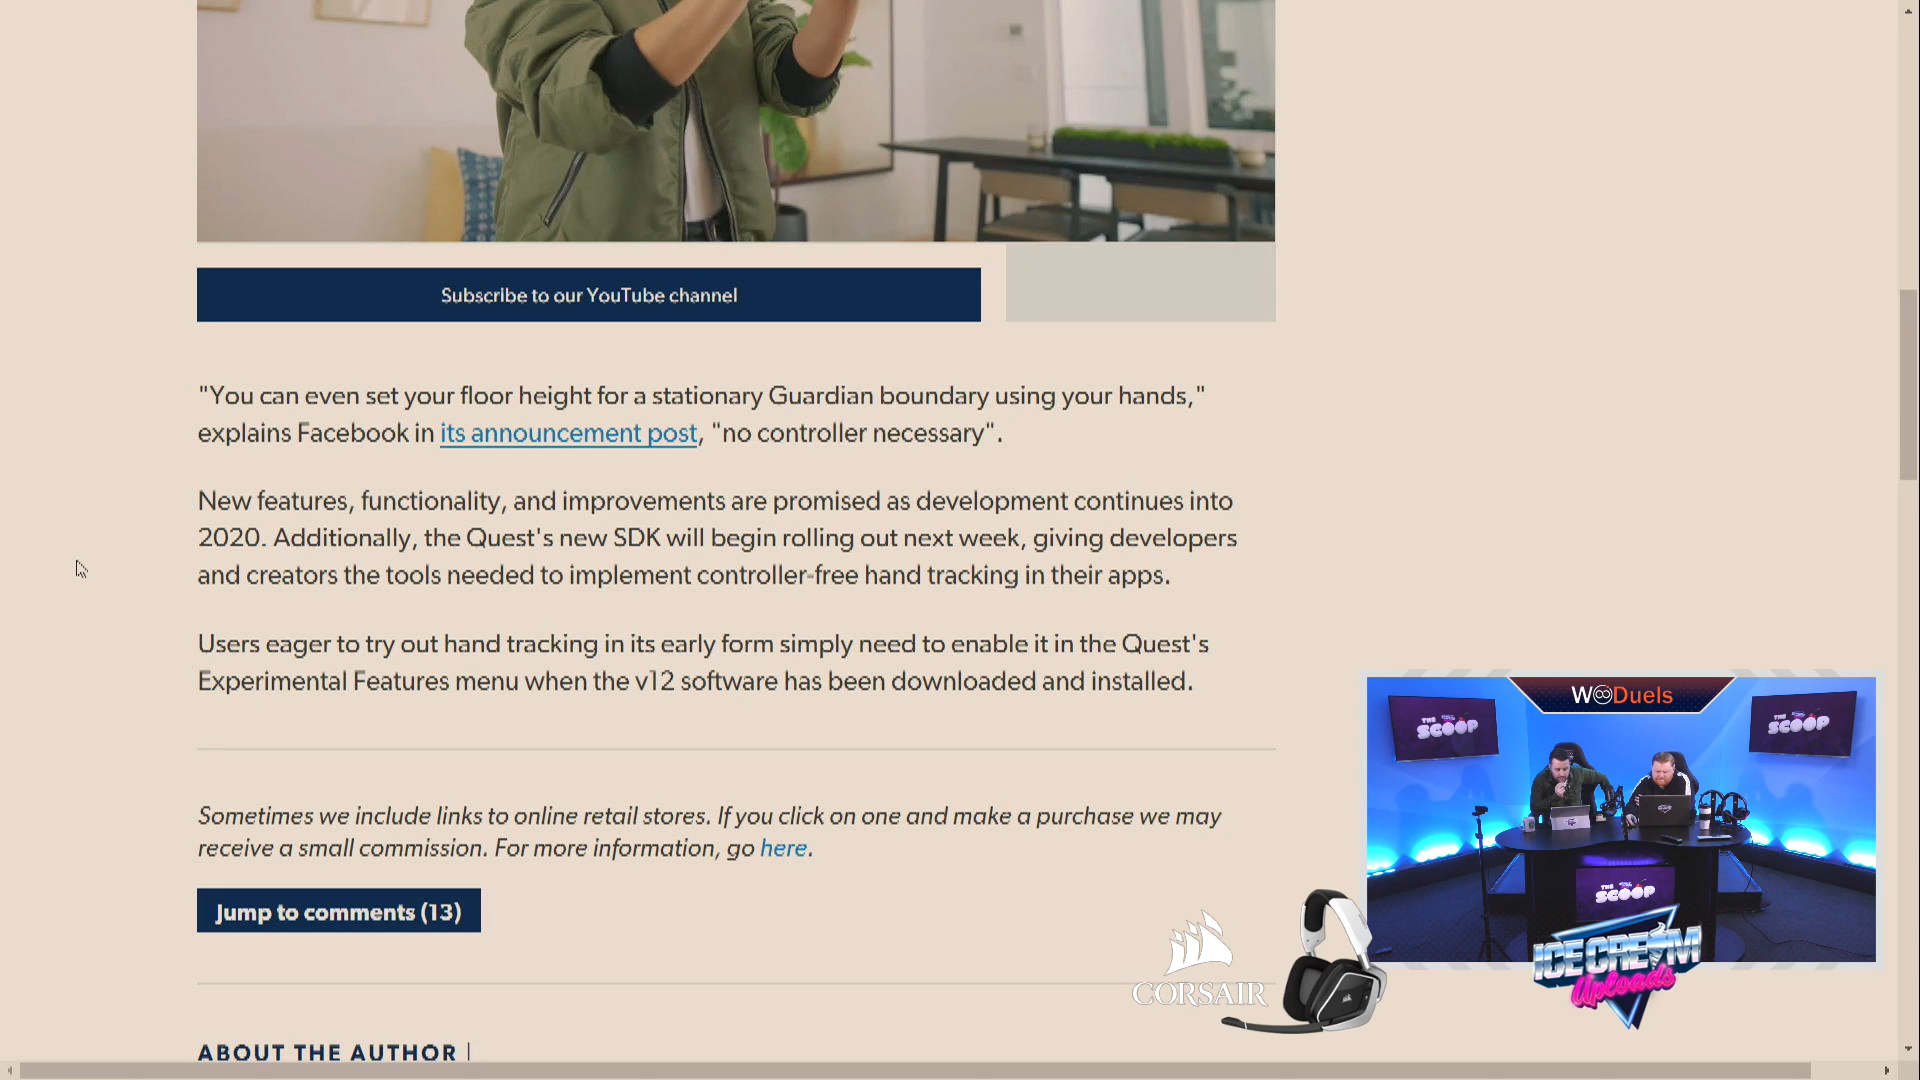 Subscribe to our YouTube channel
"You can even set your floor height for a stationary Guardian boundary using your hands,"
explains Facebook in its announcement post, "no controller necessary".
New features, functionality, and improvements are promised as development continues into
2020. Additionally, the Quest's new SDK will begin rolling out next week, giving developers
and creators the tools needed to implement controller-free hand tracking in their apps.
Users eager to try out hand tracking in its early form simply need to enable it in the Quest's
Experimental Features menu when the v12 software has been downloaded and installed.
Sometimes we include links to online retail stores. If you click on one and make a purchase we may
receive a small commission. For more information, go here.
Jump to comments (13)
ABOUT THE AUTHOR |
WDuels
THE
SCOOP
THE
SCOOP
THE
SCOOP
ICE CREAM
Uploads
CORSAIR